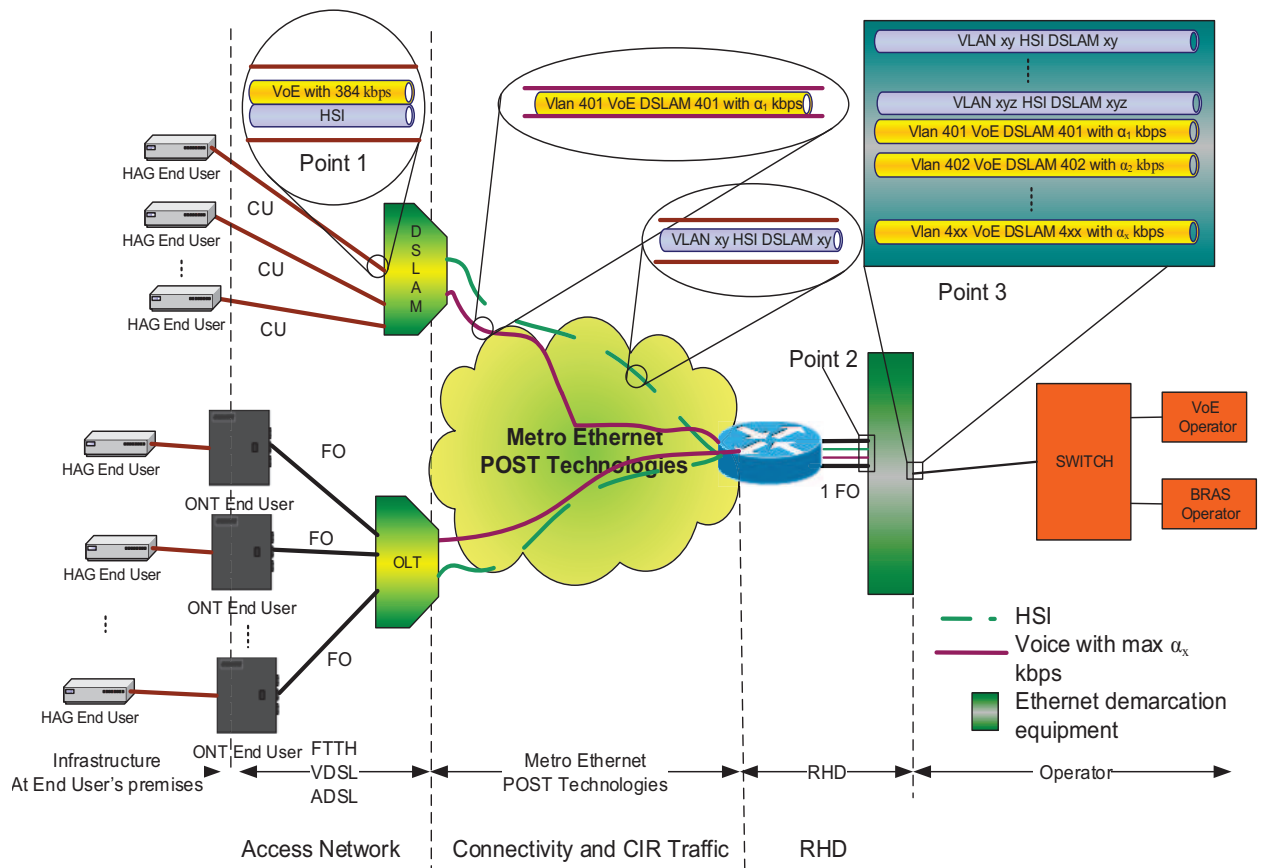 VoE with 384 kbps
HSI
Point 1
Vlan 401 VoE DSLAM 401 with α₁ kbps
VLAN xy HSI DSLAM xy
VLAN xy HSI DSLAM xy
VLAN xyz HSI DSLAM xyz
Vlan 401 VoE DSLAM 401 with α₁ kbps
Vlan 402 VoE DSLAM 402 with α₂ kbps
Vlan 4xx VoE DSLAM 4xx with αₓ kbps
Point 3
HAG End User
CU
HAG End User
CU
HAG End User
CU
DSLAM
Point 2
Metro Ethernet
POST Technologies
1 FO
SWITCH
VoE
Operator
BRAS
Operator
HAG End User
ONT End User
FO
HAG End User
ONT End User
FO
OLT
HAG End User
ONT End User
FO
HSI
Voice with max αₓ
kbps
Ethernet demarcation
equipment
Infrastructure
At End User's premises
FTTH
VDSL
ADSL
Metro Ethernet
POST Technologies
RHD
Operator
Access Network
Connectivity and CIR Traffic
RHD